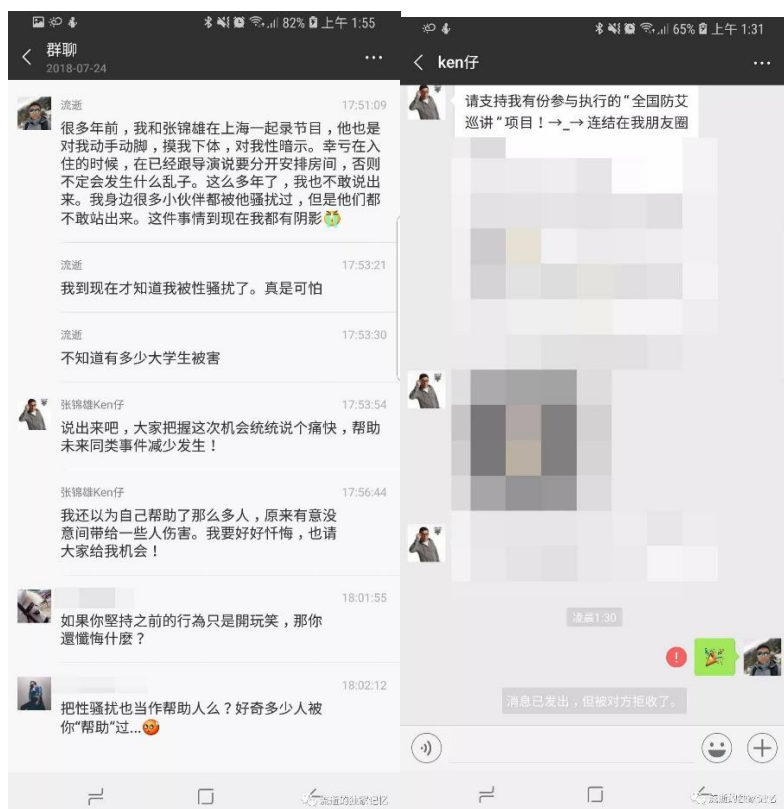 82% 上午 1:55
群聊
2018-07-24
流逝 17:51:09
很多年前，我和张锦雄在上海一起录节目，他也是
对我动手动脚，摸我下体，对我性暗示。幸亏在入
住的时候，在已经跟导演说要分开安排房间，否则
不定会发生什么乱子。这么多年了，我也不敢说出
来。我身边很多小伙伴都被他骚扰过，但是他们都
不敢站出来。这件事情到现在我都有阴影😭
流逝 17:53:21
我到现在才知道我被性骚扰了。真是可怕
流逝 17:53:30
不知道有多少大学生被害
张锦雄Ken仔 17:53:54
说出来吧，大家把握这次机会统统说个痛快，帮助
未来同类事件减少发生！
张锦雄Ken仔 17:56:44
我还以为自己帮助了那么多人，原来有意没
意间带给一些人伤害。我要好好忏悔，也请
大家给我机会！
18:01:55
如果你堅持之前的行為只是開玩笑，那你
還懺悔什麼？
18:02:12
把性骚扰也当作帮助人么？好奇多少人被
你“帮助”过...
流逝的独家记忆
65% 上午 1:31
ken仔
请支持我有份参与执行的“全国防艾
巡讲”项目！→_→ 连结在我朋友圈
凌晨1:30
消息已发出，但被对方拒收了。
流逝的独家记忆